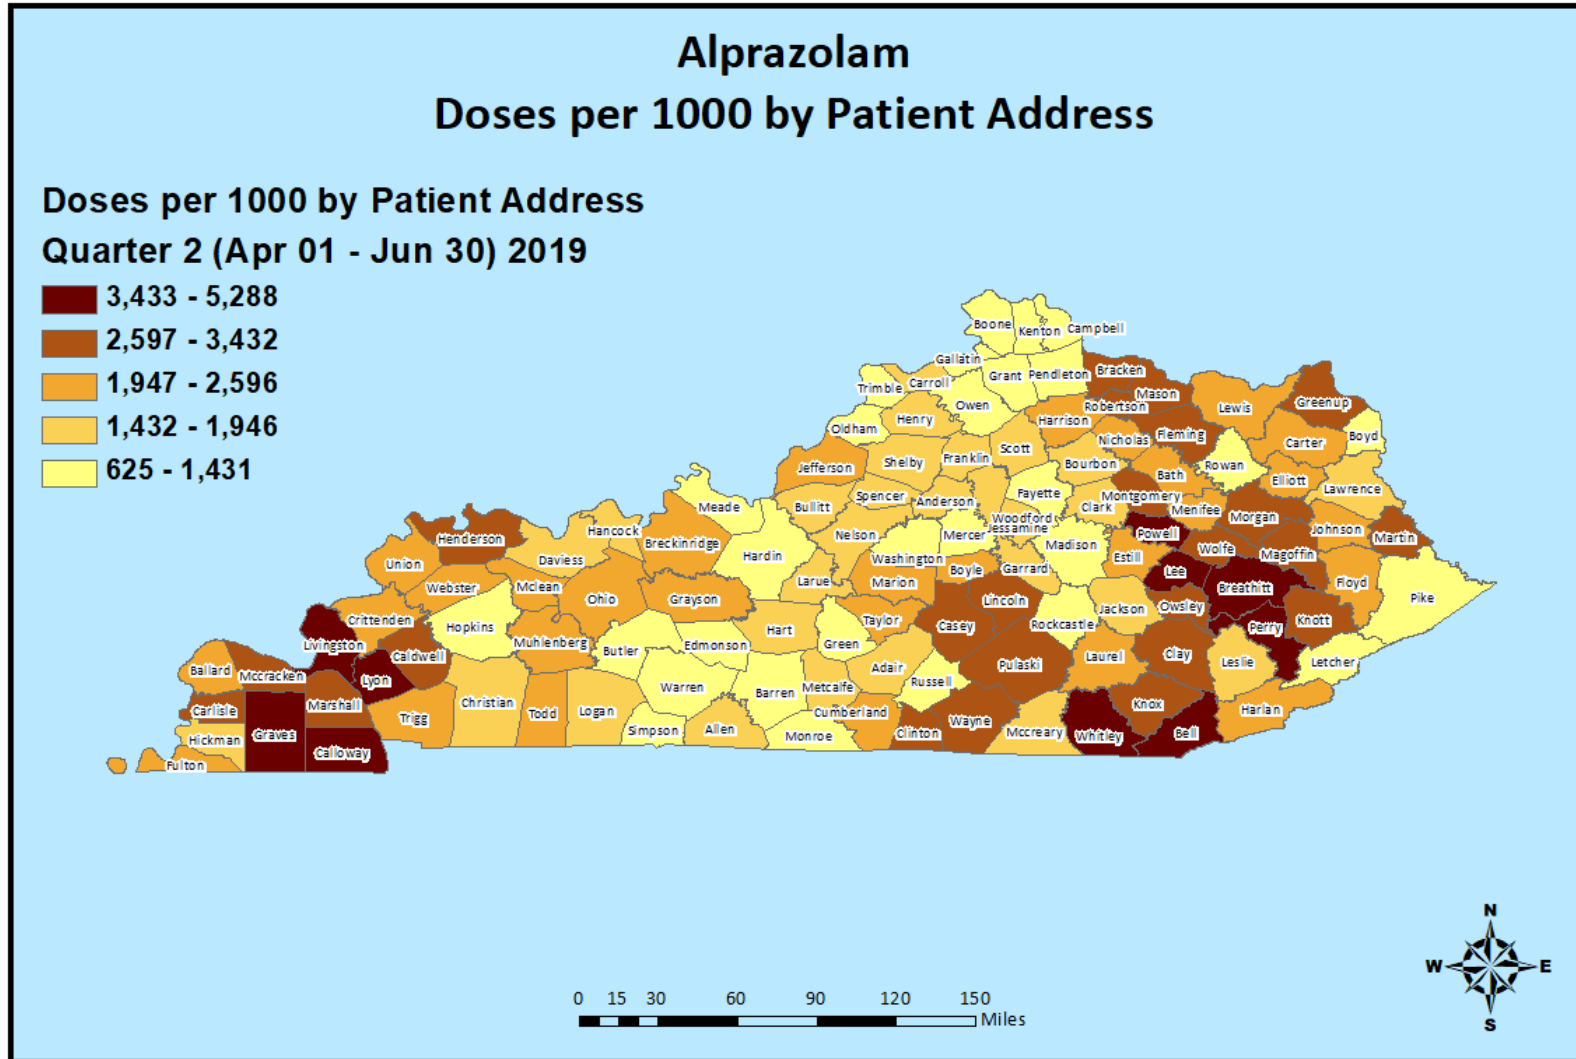 Alprazolam
Doses per 1000 by Patient Address
Doses per 1000 by Patient Address
Quarter 2 (Apr 01 - Jun 30) 2019
3,433 - 5,288
2,597 - 3,432
1,947 - 2,596
1,432 - 1,946
625 - 1,431
Boone
Kenton
Campbell
Gallatin
Grant
Pendleton
Bracken
Trimble
Carroll
Mason
Owen
Robertson
Lewis
Greenup
Oldham
Henry
Harrison
Nicholas
Fleming
Carter
Boyd
Jefferson
Shelby
Franklin
Scott
Bourbon
Rowan
Bath
Elliott
Lawrence
Meade
Bullitt
Spencer
Anderson
Fayette
Clark
Montgomery
Menifee
Morgan
Woodford
Jessamine
Henderson
Hancock
Breckinridge
Nelson
Mercer
Madison
Powell
Johnson
Martin
Union
Daviess
Hardin
Washington
Estill
Wolfe
Magoffin
Webster
Mclean
Larue
Marion
Boyle
Garrard
Lee
Breathitt
Floyd
Ohio
Grayson
Lincoln
Jackson
Owsley
Pike
Crittenden
Hopkins
Hart
Taylor
Casey
Rockcastle
Perry
Knott
Livingston
Muhlenberg
Butler
Edmonson
Green
Caldwell
Adair
Pulaski
Laurel
Clay
Leslie
Letcher
Ballard
Mccracken
Lyon
Warren
Barren
Metcalfe
Russell
Carlisle
Marshall
Trigg
Christian
Todd
Logan
Cumberland
Wayne
Knox
Harlan
Hickman
Graves
Simpson
Allen
Monroe
Clinton
Mccreary
Whitley
Bell
Calloway
Fulton
N
W E
S
0 15 30 60 90 120 150
Miles